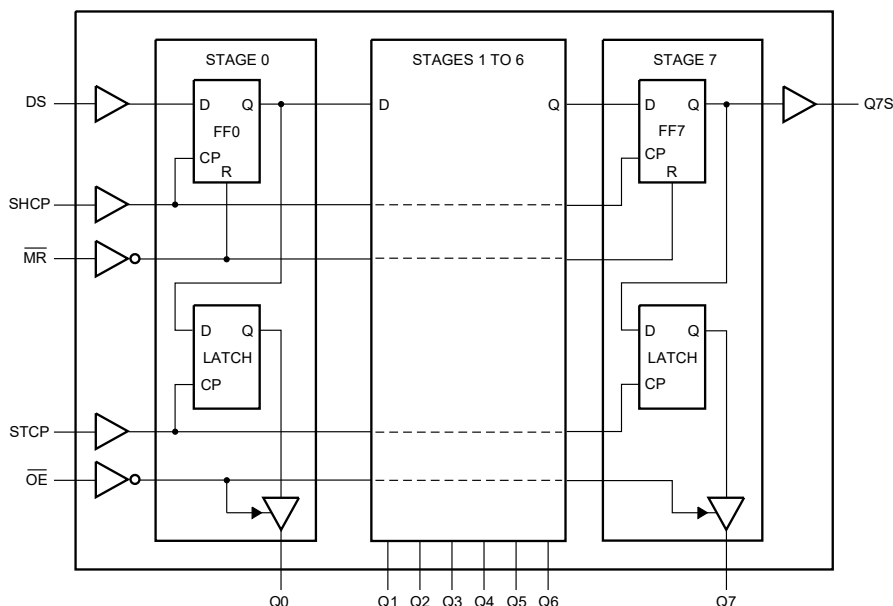 STAGE 0
STAGES 1 TO 6
STAGE 7
DS
D Q
FF0
CP
R
D Q
D Q
FF7
CP
R
Q7S
SHCP
MR
D Q
LATCH
CP
D Q
LATCH
CP
STCP
OE
Q0 Q1 Q2 Q3 Q4 Q5 Q6 Q7